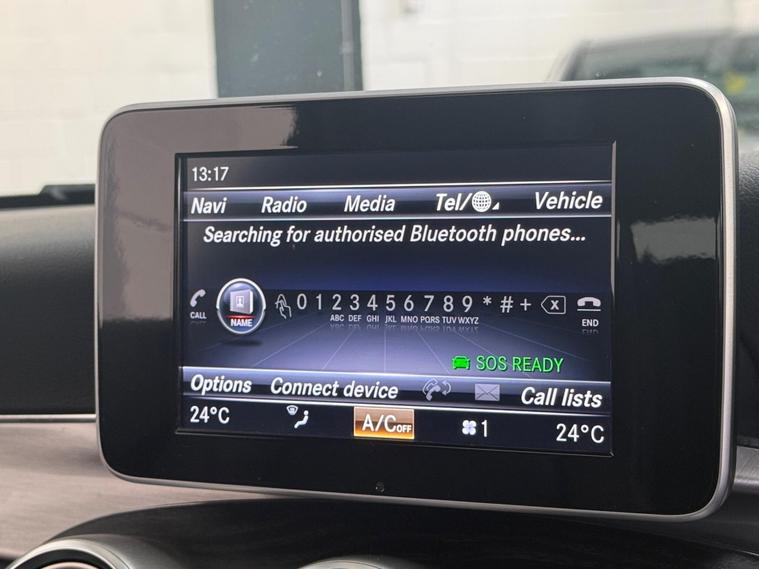 13:17
Navi Radio Media Tel/ Vehicle
Searching for authorised Bluetooth phones...
CALL NAME 0 1 2 3 4 5 6 7 8 9 * # + X END
ABC DEF GHI JKL MNO PQRS TUV WXYZ
SOS READY
Options Connect device Call lists
24°C A/C OFF 1 24°C